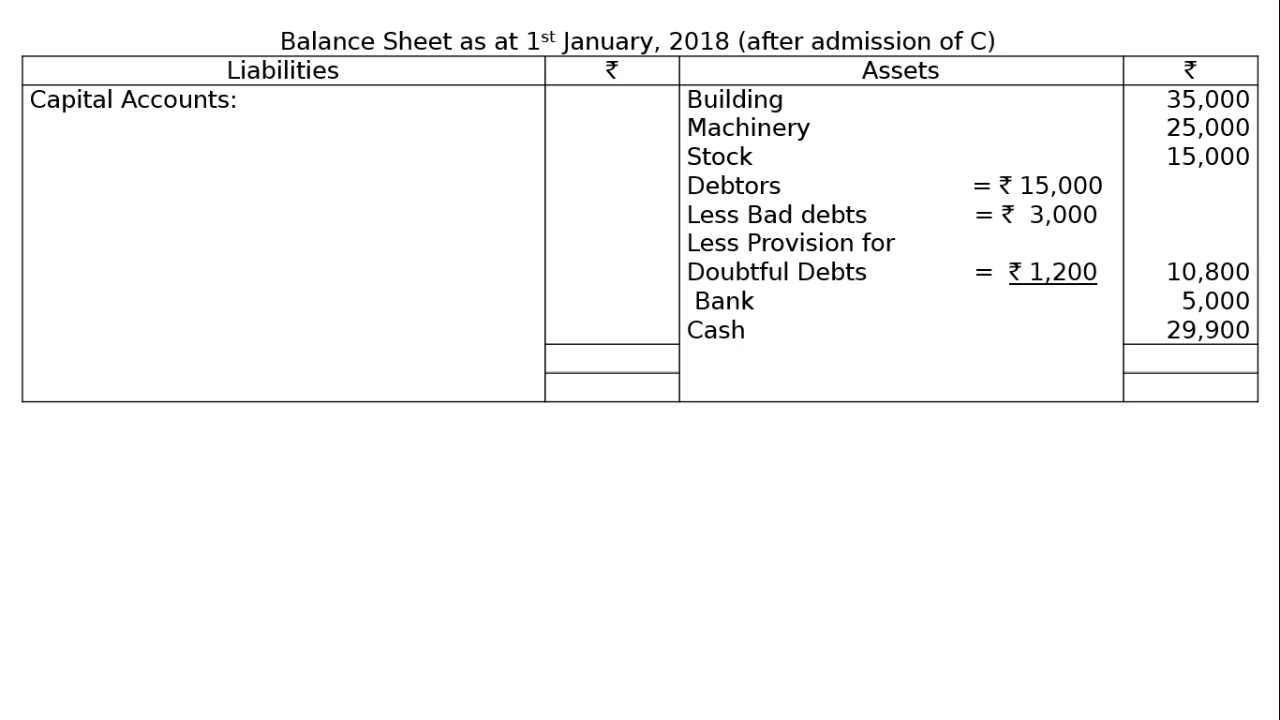 Balance Sheet as at 1st January, 2018 (after admission of C)
Liabilities ₹ Assets ₹
Capital Accounts: Building 35,000
Machinery 25,000
Stock 15,000
Debtors = ₹ 15,000
Less Bad debts = ₹ 3,000
Less Provision for
Doubtful Debts = ₹ 1,200 10,800
Bank 5,000
Cash 29,900